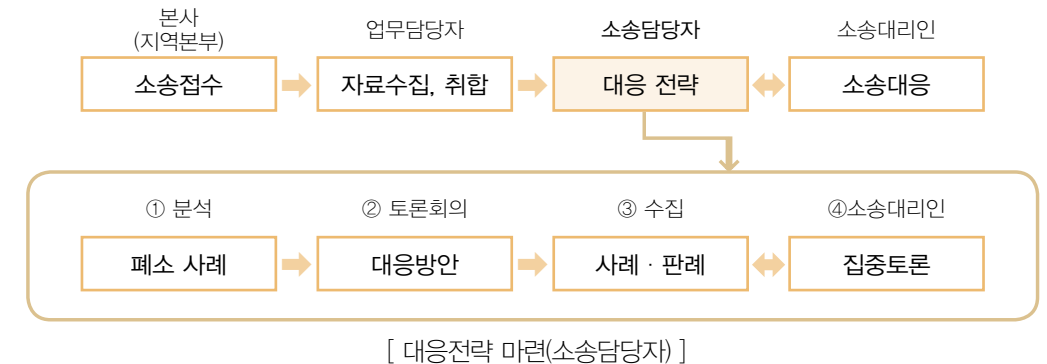 본사
(지역본부)
업무담당자
소송담당자
소송대리인
소송접수
자료수집, 취합
대응 전략
소송대응
① 분석
② 토론회의
③ 수집
④소송대리인
폐소 사례
대응방안
사례 · 판례
집중토론
[ 대응전략 마련(소송담당자) ]